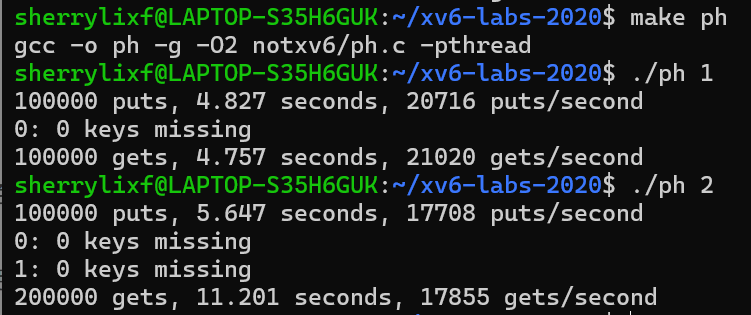 sherrylixf@LAPTOP-S35H6GUK:~/xv6-labs-2020$ make ph
gcc -o ph -g -O2 notxv6/ph.c -pthread
sherrylixf@LAPTOP-S35H6GUK:~/xv6-labs-2020$ ./ph 1
100000 puts, 4.827 seconds, 20716 puts/second
0: 0 keys missing
100000 gets, 4.757 seconds, 21020 gets/second
sherrylixf@LAPTOP-S35H6GUK:~/xv6-labs-2020$ ./ph 2
100000 puts, 5.647 seconds, 17708 puts/second
0: 0 keys missing
1: 0 keys missing
200000 gets, 11.201 seconds, 17855 gets/second